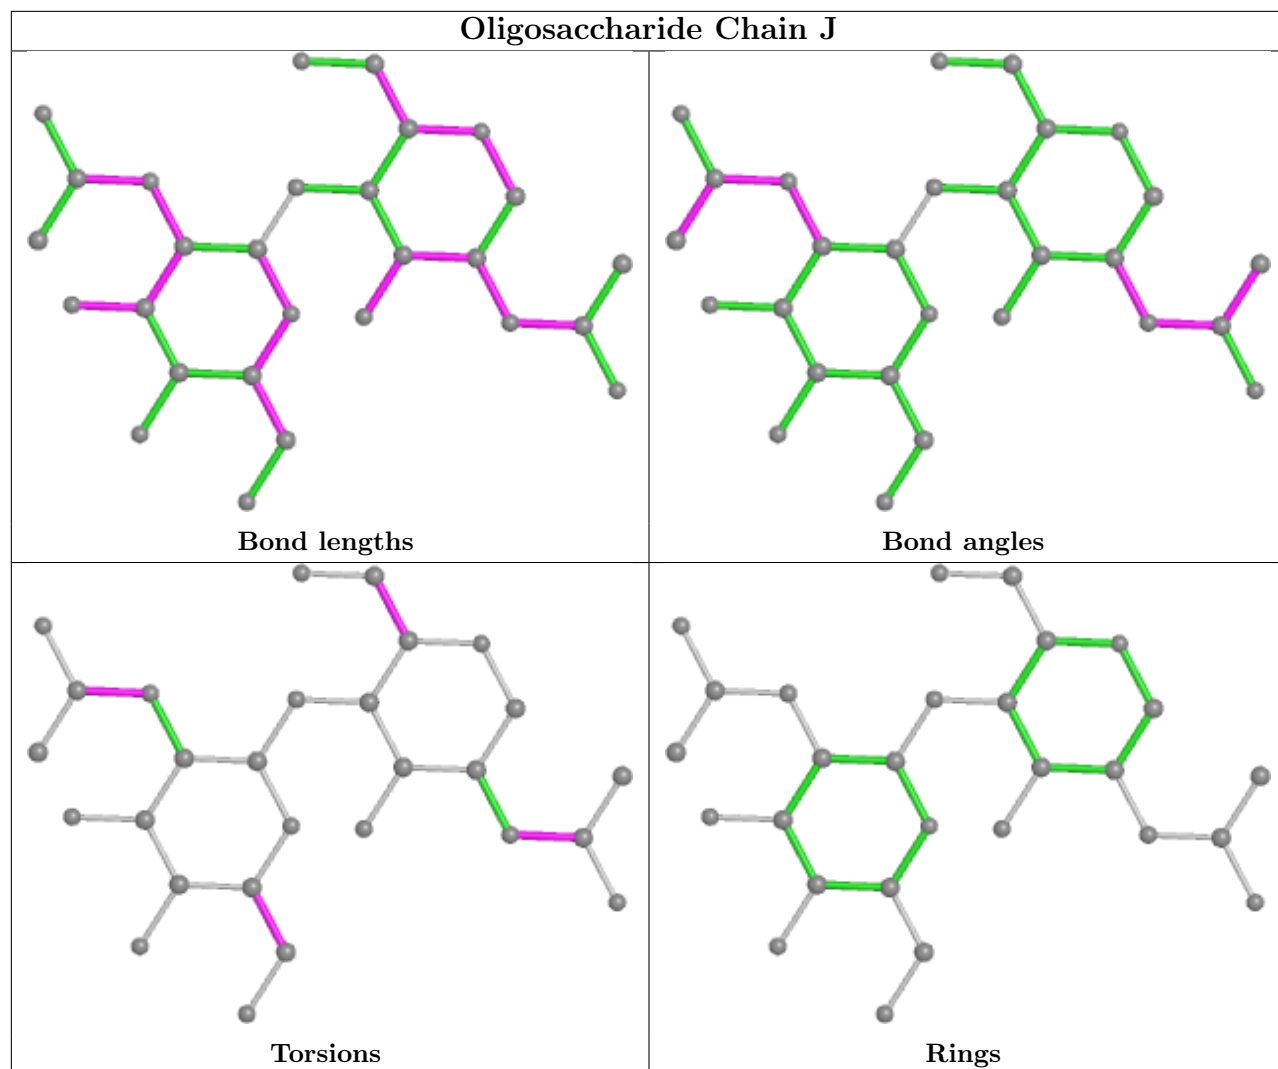 Oligosaccharide Chain J
Bond lengths
Bond angles
Torsions
Rings